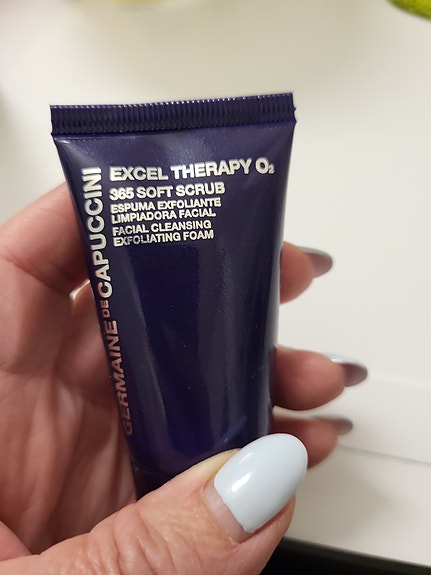 EXCEL THERAPY O₂
365 SOFT SCRUB
ESPUMA EXFOLIANTE
LIMPIADORA FACIAL
FACIAL CLEANSING
EXFOLIATING FOAM
GERMAINE DE CAPUCCINI